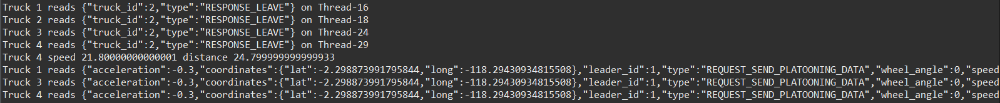 Truck 1 reads {"truck_id":2,"type":"RESPONSE_LEAVE"} on Thread-16
Truck 2 reads {"truck_id":2,"type":"RESPONSE_LEAVE"} on Thread-18
Truck 3 reads {"truck_id":2,"type":"RESPONSE_LEAVE"} on Thread-24
Truck 4 reads {"truck_id":2,"type":"RESPONSE_LEAVE"} on Thread-29
Truck 4 speed 21.80000000000001 distance 24.799999999999933
Truck 1 reads {"acceleration":-0.3,"coordinates":{"lat":-2.298873991795844,"long":-118.29430934815508},"leader_id":1,"type":"REQUEST_SEND_PLATOONING_DATA","wheel_angle":0,"speed
Truck 3 reads {"acceleration":-0.3,"coordinates":{"lat":-2.298873991795844,"long":-118.29430934815508},"leader_id":1,"type":"REQUEST_SEND_PLATOONING_DATA","wheel_angle":0,"speed
Truck 4 reads {"acceleration":-0.3,"coordinates":{"lat":-2.298873991795844,"long":-118.29430934815508},"leader_id":1,"type":"REQUEST_SEND_PLATOONING_DATA","wheel_angle":0,"speed